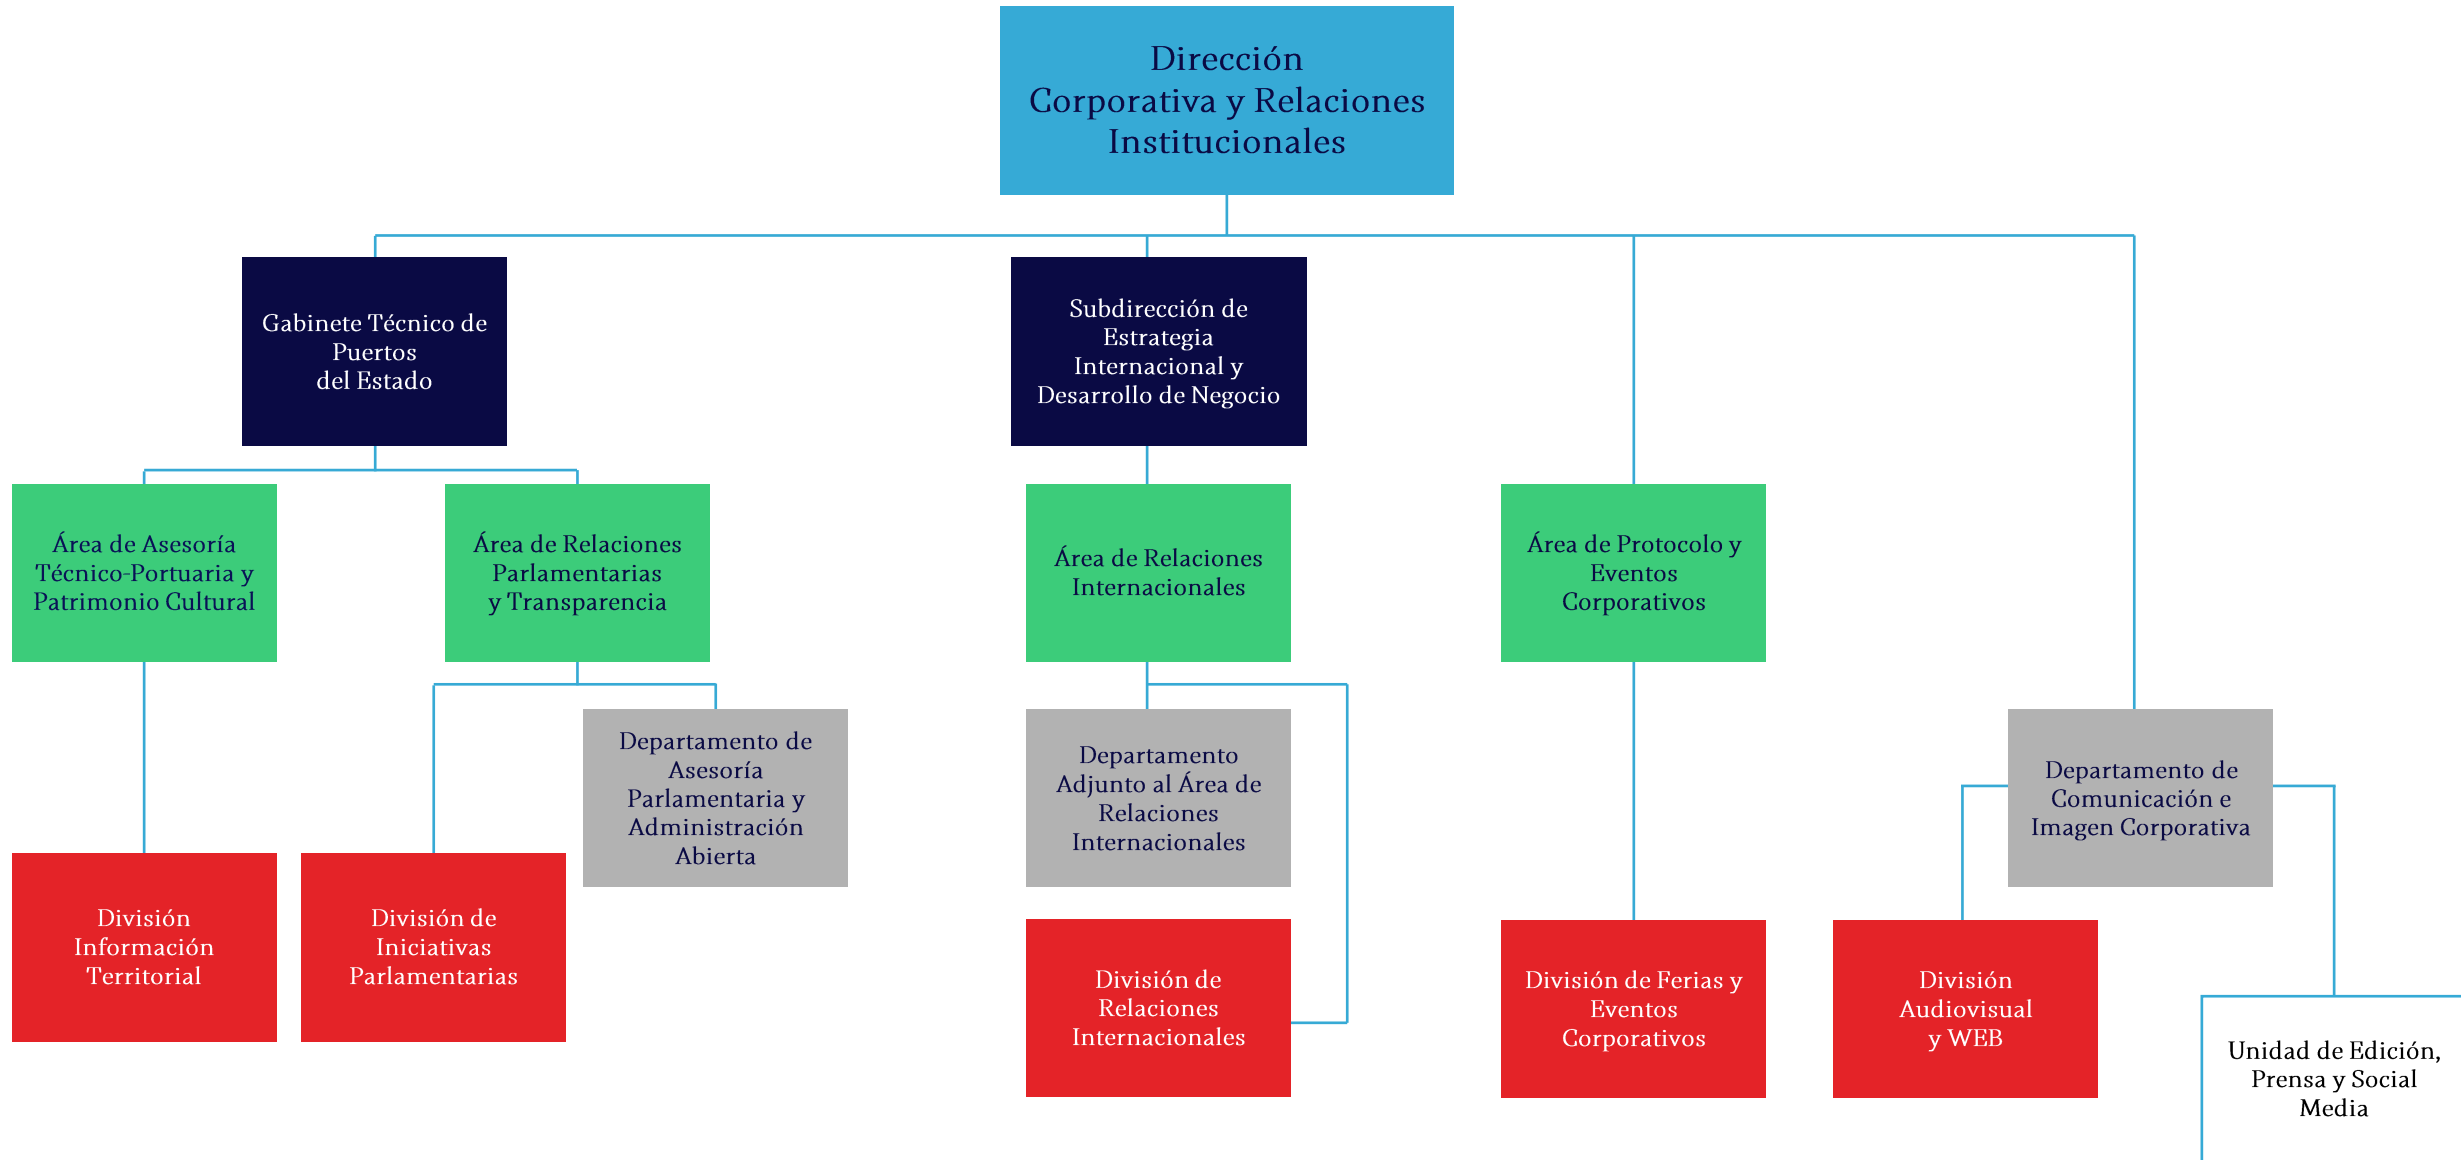 Dirección
Corporativa y Relaciones
Institucionales
Gabinete Técnico de
Puertos
del Estado
Subdirección de
Estrategia
Internacional y
Desarrollo de Negocio
Área de Asesoría
Técnico-Portuaria y
Patrimonio Cultural
Área de Relaciones
Parlamentarias
y Transparencia
Área de Relaciones
Internacionales
Área de Protocolo y
Eventos
Corporativos
Departamento de
Asesoría
Parlamentaria y
Administración
Abierta
Departamento
Adjunto al Área de
Relaciones
Internacionales
Departamento de
Comunicación e
Imagen Corporativa
División
Información
Territorial
División de
Iniciativas
Parlamentarias
División de
Relaciones
Internacionales
División de Ferias y
Eventos
Corporativos
División
Audiovisual
y WEB
Unidad de Edición,
Prensa y Social
Media